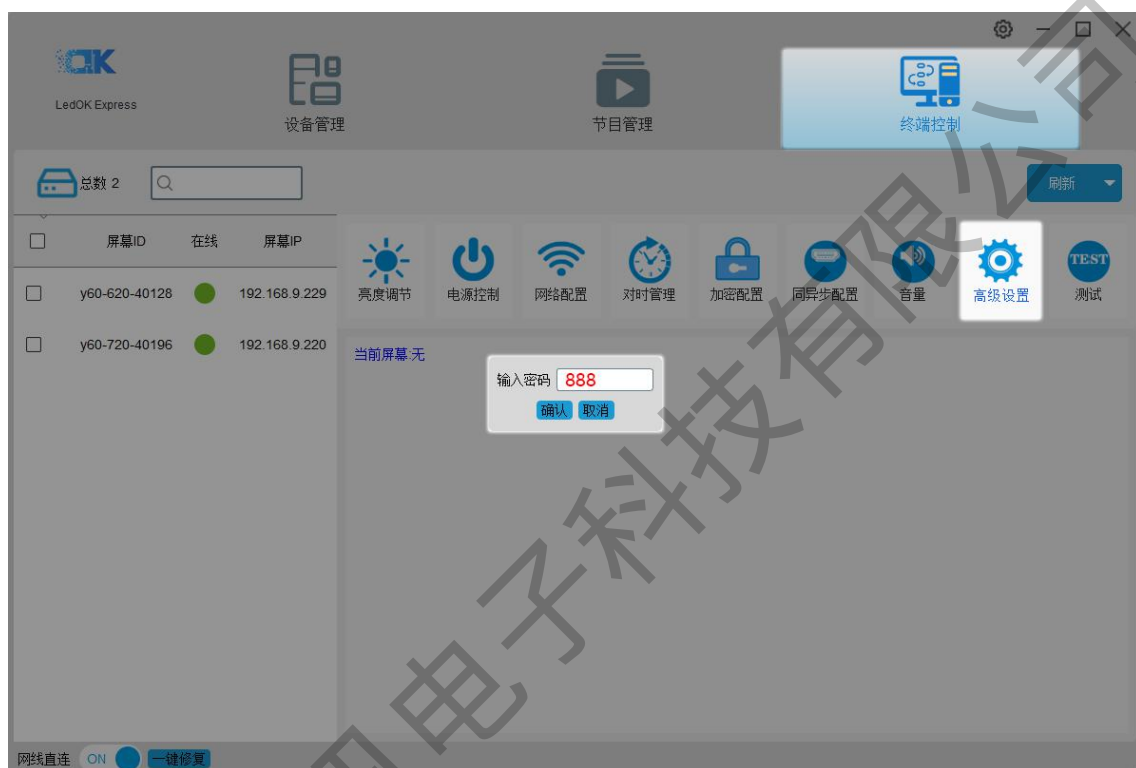 LedOK Express
设备管理
节目管理
终端控制
总数 2
刷新
屏幕ID 在线 屏幕IP
y60-620-40128 192.168.9.229
y60-720-40196 192.168.9.220
亮度调节 电源控制 网络配置 对时管理 加密配置 同异步配置 音量 高级设置 测试
TEST
当前屏幕:无
输入密码 888
确认 取消
网线直连 ON 一键修复
电子科技有限公司